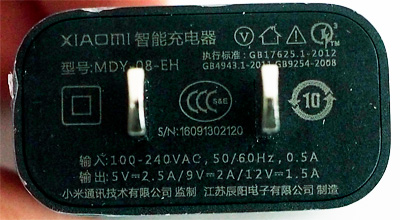 XIAOMI 智能充电器
型号:MDY-08-EH
执行标准: GB17625.1-2012
GB4943.1-2011 GB9254-2008
CCC S&E
10
S/N:16091302120
输入:100-240VAC, 50/60Hz, 0.5A
输出:5V⎓2.5A/9V⎓2A/12V⎓1.5A
小米通讯技术有限公司 监制 江苏辰阳电子有限公司 制造